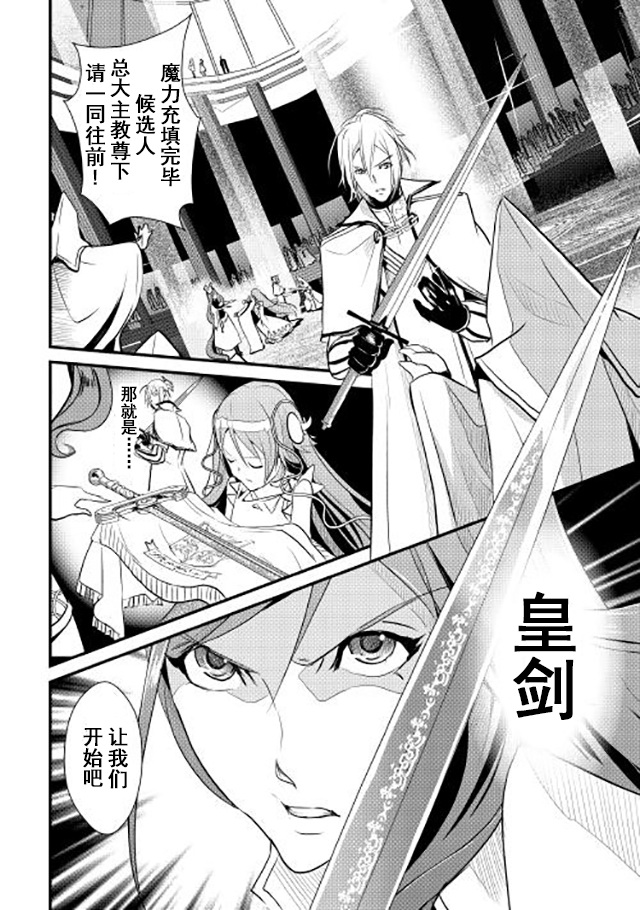 魔力充填完毕
候选人
总大主教尊下
请一同往前！
那就是……
皇剑
让我们
开始吧